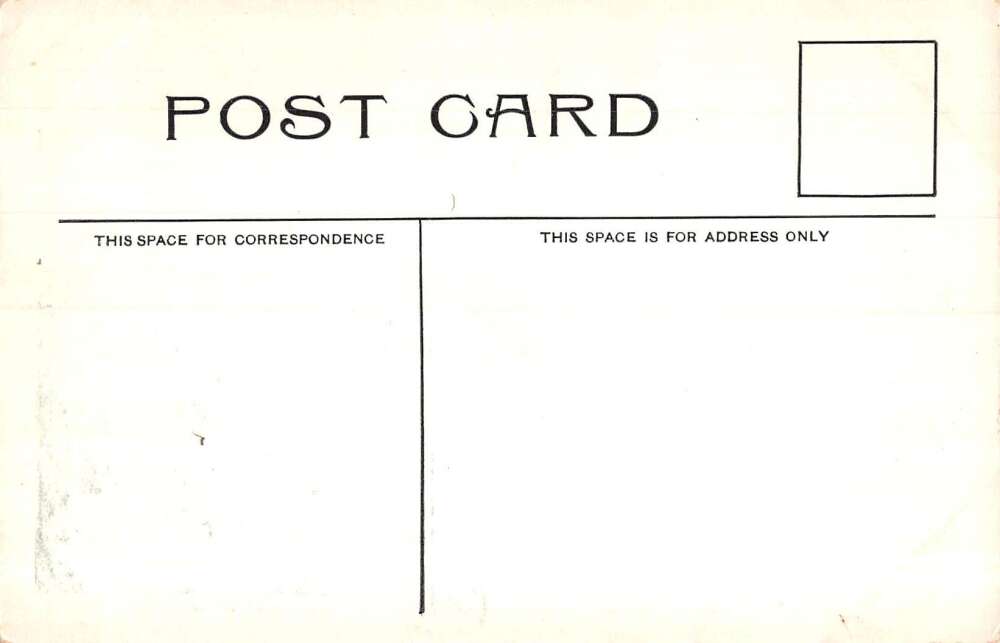 POST CARD
THIS SPACE FOR CORRESPONDENCE
THIS SPACE IS FOR ADDRESS ONLY